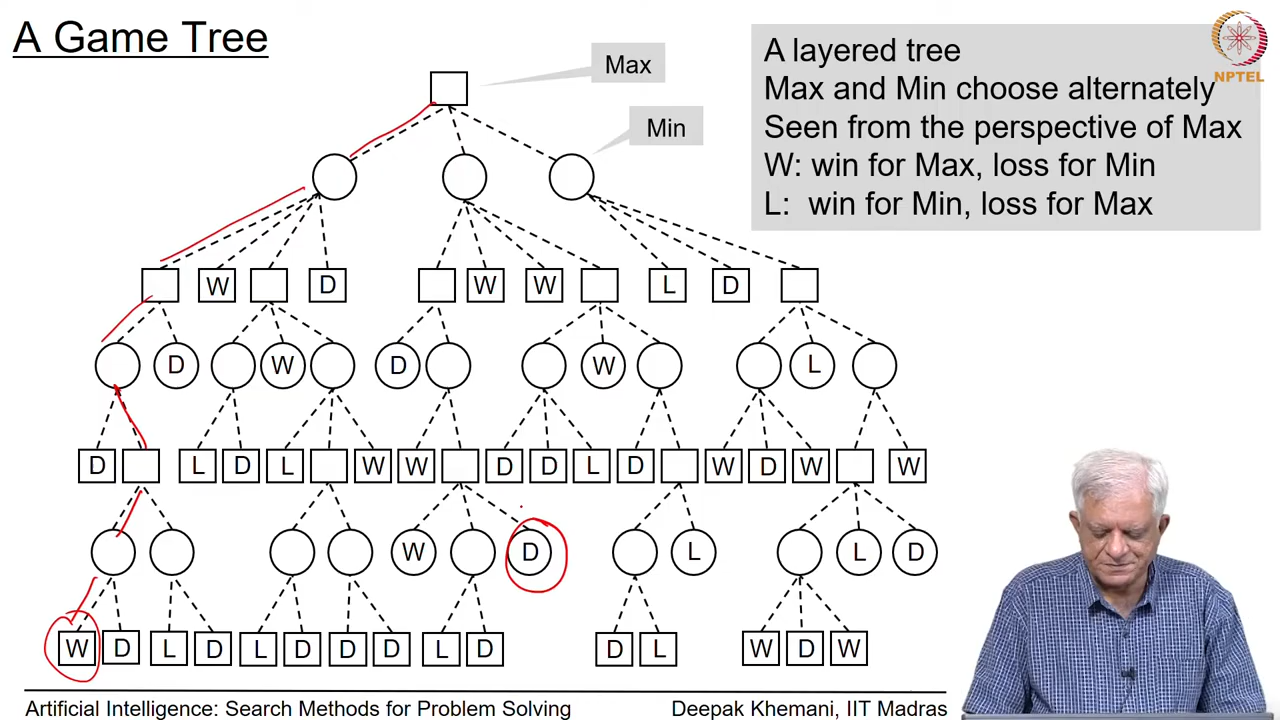 A Game Tree
Max
Min
A layered tree
Max and Min choose alternately
Seen from the perspective of Max
W: win for Max, loss for Min
L: win for Min, loss for Max
NPTEL
W D W W L D
D W D W L
D L D L W W D D L D W D W W
W D L L D
W D L D L D D D L D D L W D W
Artificial Intelligence: Search Methods for Problem Solving
Deepak Khemani, IIT Madras